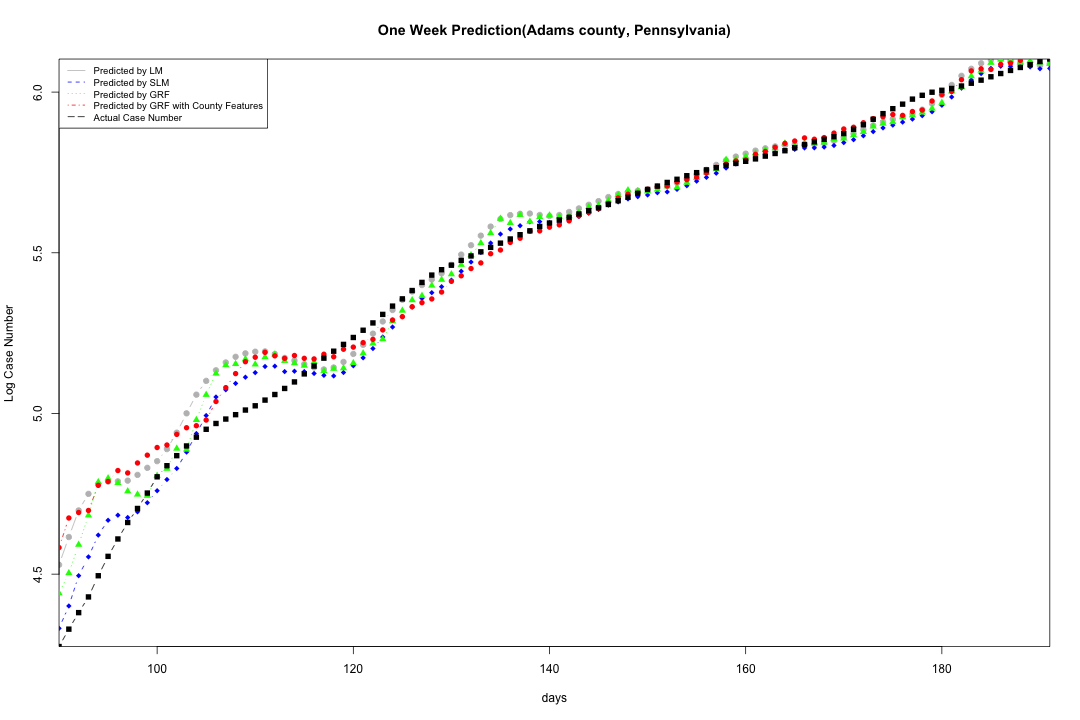 One Week Prediction(Adams county, Pennsylvania)
Predicted by LM
Predicted by SLM
Predicted by GRF
Predicted by GRF with County Features
Actual Case Number
6.0
5.5
5.0
4.5
Log Case Number
100 120 140 160 180
days